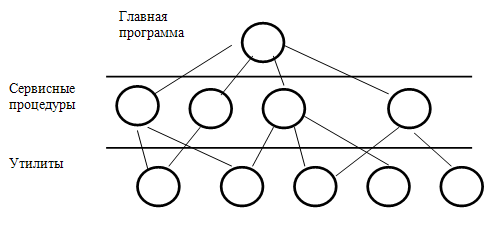 Главная
программа
Сервисные
процедуры
Утилиты